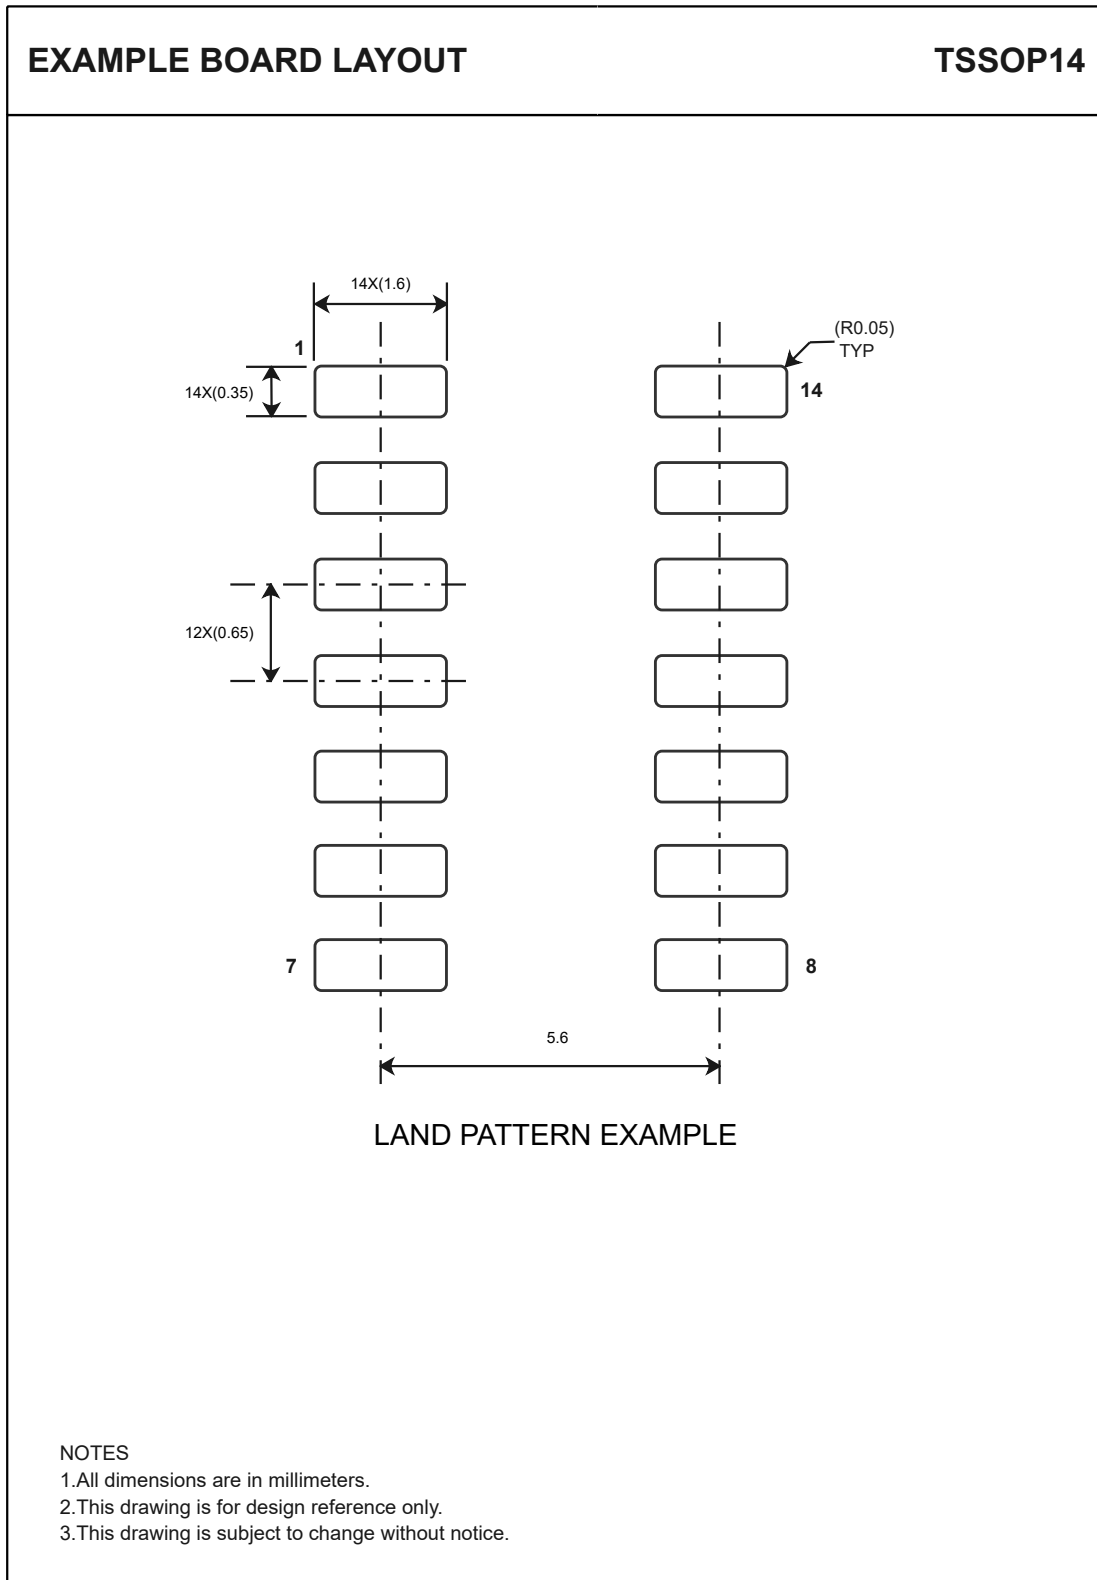 EXAMPLE BOARD LAYOUT
TSSOP14
14X(1.6)
(R0.05)
TYP
1
14X(0.35)
14
12X(0.65)
7
8
5.6
LAND PATTERN EXAMPLE
NOTES
1.All dimensions are in millimeters.
2.This drawing is for design reference only.
3.This drawing is subject to change without notice.